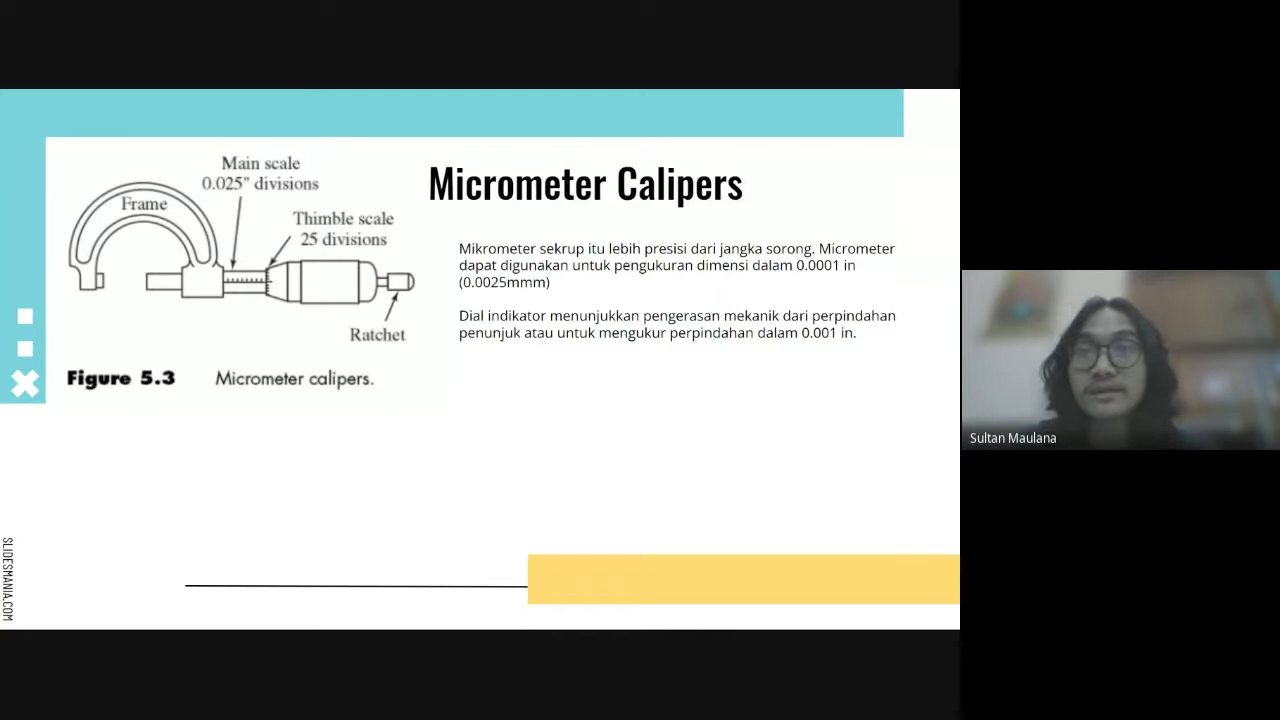 Main scale
0.025" divisions
Frame
Thimble scale
25 divisions
Ratchet
Figure 5.3 Micrometer calipers.
Micrometer Calipers
Mikrometer sekrup itu lebih presisi dari jangka sorong. Micrometer
dapat digunakan untuk pengukuran dimensi dalam 0.0001 in
(0.0025mmm)
Dial indikator menunjukkan pengerasan mekanik dari perpindahan
penunjuk atau untuk mengukur perpindahan dalam 0.001 in.
SLIDESMANIA.COM
Sultan Maulana